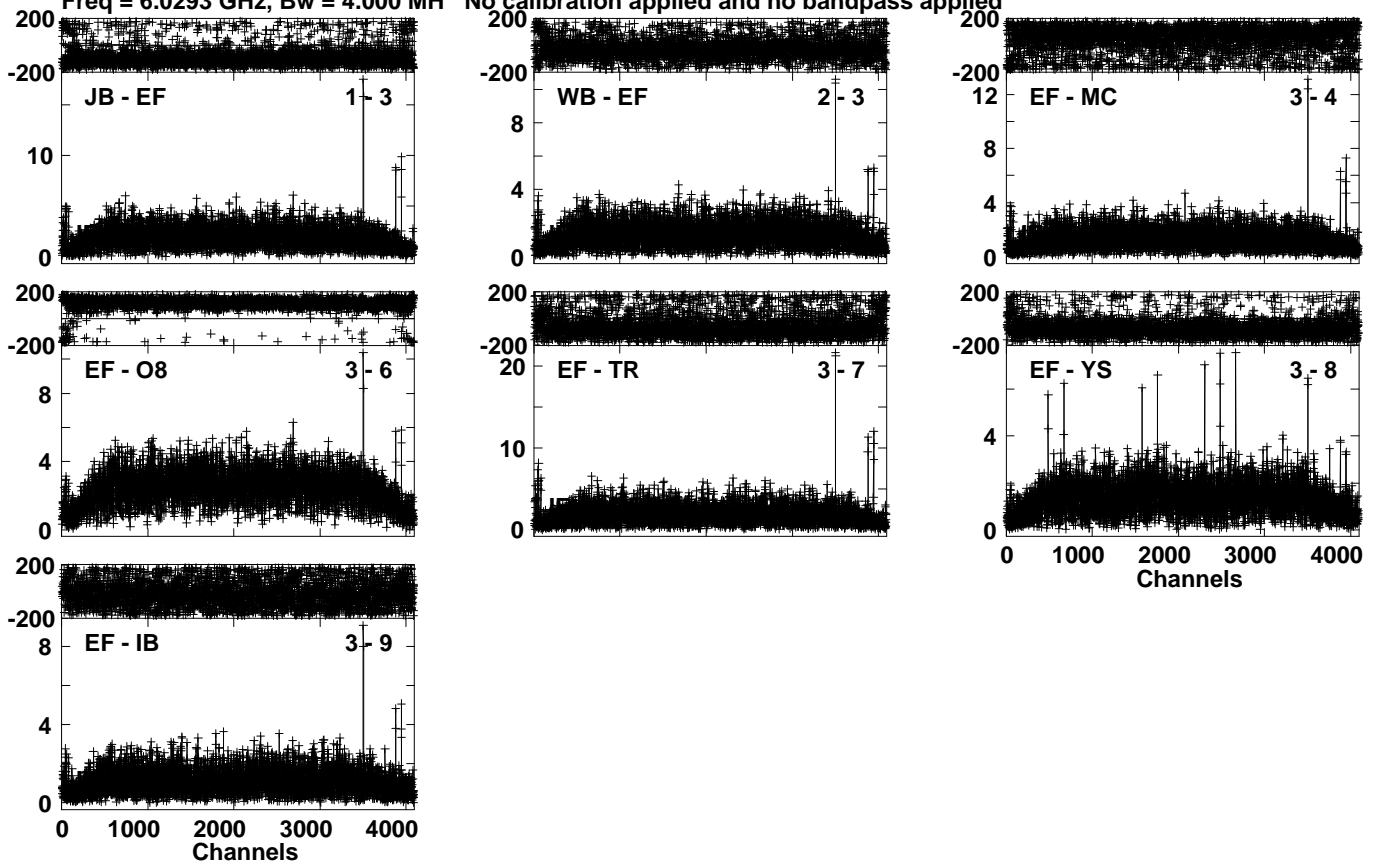 Freq = 6.0293 GHz, Bw = 4.000 MH No calibration applied and no bandpass applied
200 200 200
-200 -200 -200
JB - EF 1 - 3 WB - EF 2 - 3 EF - MC 3 - 4
12
8 8
10
4 4
0 0 0
200 200 200
-200 -200 -200
EF - O8 3 - 6 EF - TR 3 - 7 EF - YS 3 - 8
20
8
10
4 4
0 0 0
0 1000 2000 3000 4000
Channels
200
-200
EF - IB 3 - 9
8
4
0
0 1000 2000 3000 4000
Channels